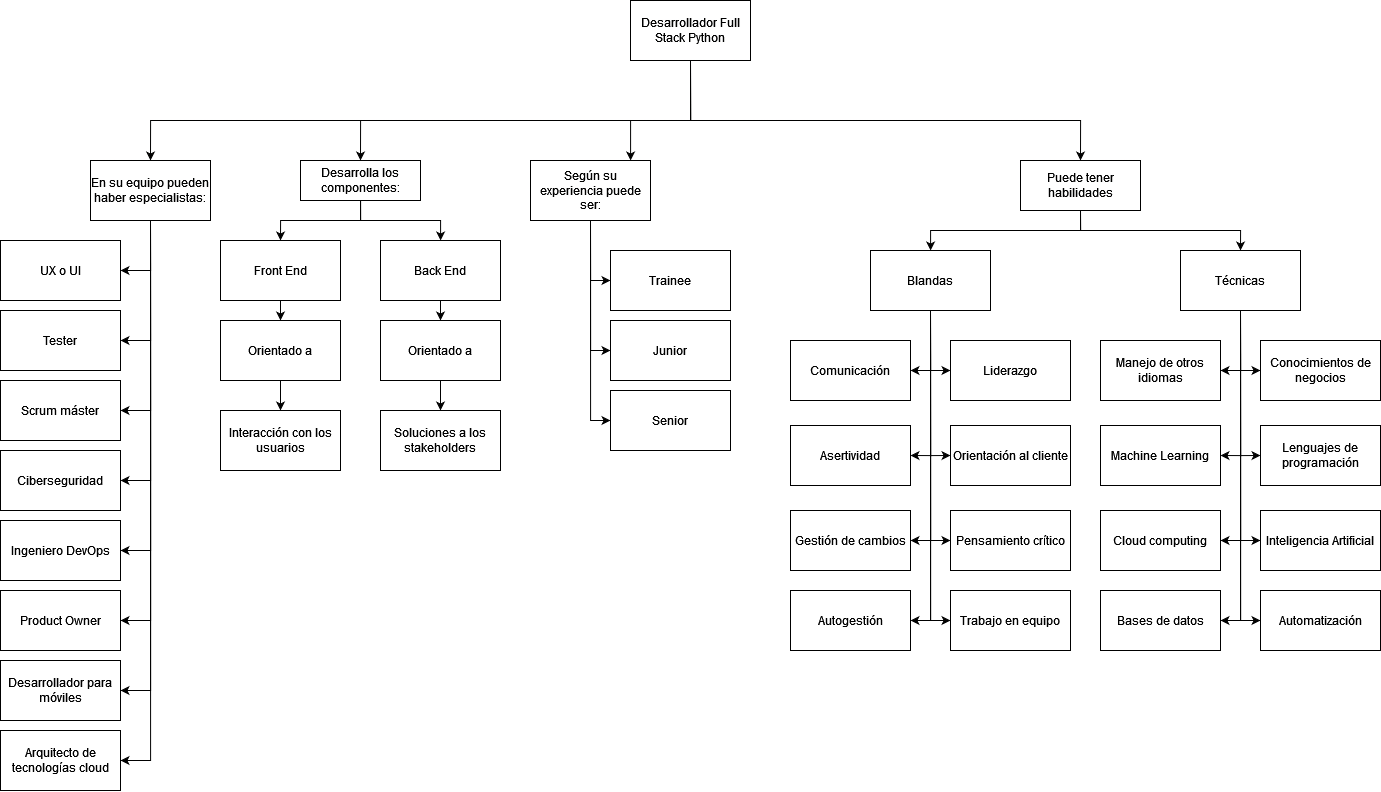 Desarrollador Full
Stack Python
En su equipo pueden
haber especialistas:
UX o UI
Tester
Scrum máster
Ciberseguridad
Ingeniero DevOps
Product Owner
Desarrollador para
móviles
Arquitecto de
tecnologías cloud
Desarrolla los
componentes:
Front End
Orientado a
Interacción con los
usuarios
Back End
Orientado a
Soluciones a los
stakeholders
Según su
experiencia puede
ser:
Trainee
Junior
Senior
Puede tener
habilidades
Blandas
Comunicación
Liderazgo
Asertividad
Orientación al cliente
Gestión de cambios
Pensamiento crítico
Autogestión
Trabajo en equipo
Técnicas
Manejo de otros
idiomas
Conocimientos de
negocios
Machine Learning
Lenguajes de
programación
Cloud computing
Inteligencia Artificial
Bases de datos
Automatización